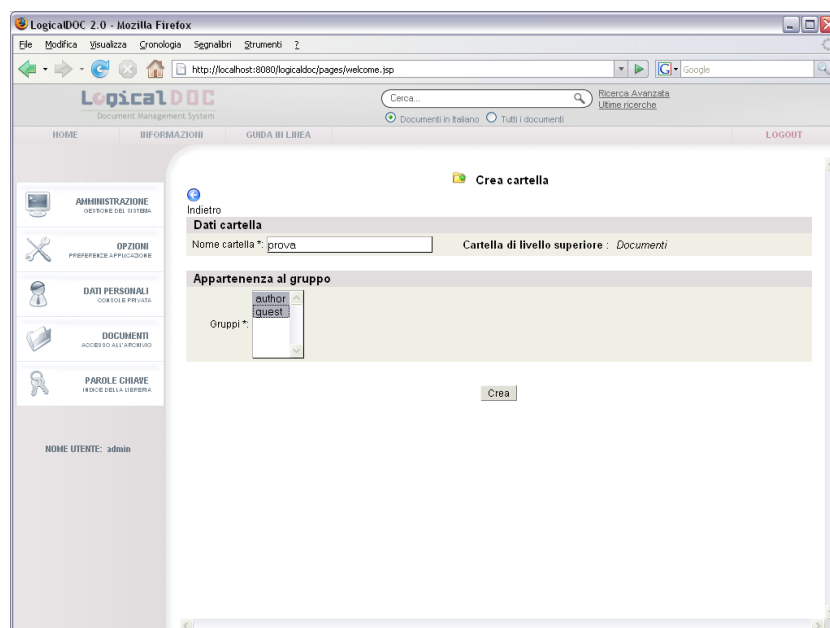 LogicalDOC 2.0 - Mozilla Firefox
File Modifica Visualizza Cronologia Segnalibri Strumenti ?
http://localhost:8080/logicaldoc/pages/welcome.jsp
Google
LogicalDOC
Document Management System
Cerca...
Ricerca Avanzata
Ultime ricerche
Documenti in Italiano Tutti i documenti
HOME INFORMAZIONI GUIDA IN LINEA LOGOUT
Crea cartella
AMMINISTRAZIONE
GESTIONE DEL SISTEMA
OPZIONI
PREFERENZE APPLICAZIONE
DATI PERSONALI
CONSOLE PRIVATA
DOCUMENTI
ACCESSO ALL'ARCHIVIO
PAROLE CHIAVE
INDICE DELLA LIBRERIA
NOME UTENTE: admin
Indietro
Dati cartella
Nome cartella *: prova
Cartella di livello superiore : Documenti
Appartenenza al gruppo
Gruppi *:
author
guest
Crea